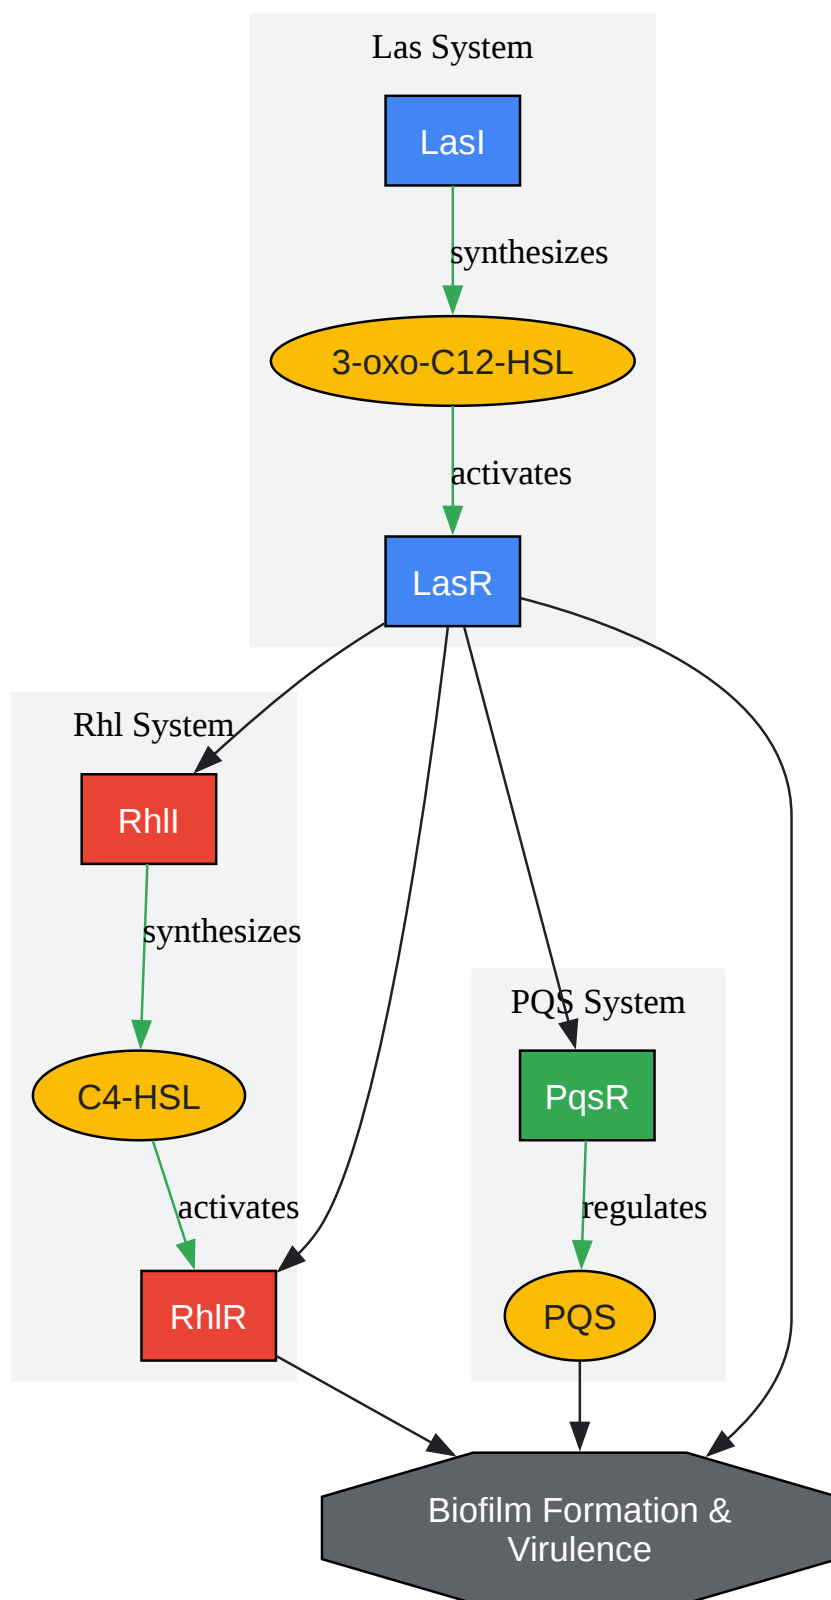 Las System
LasI
synthesizes
3-oxo-C12-HSL
activates
LasR
Rhl System
RhlI
synthesizes
PQS System
C4-HSL
PqsR
activates
regulates
RhlR
PQS
Biofilm Formation &
Virulence